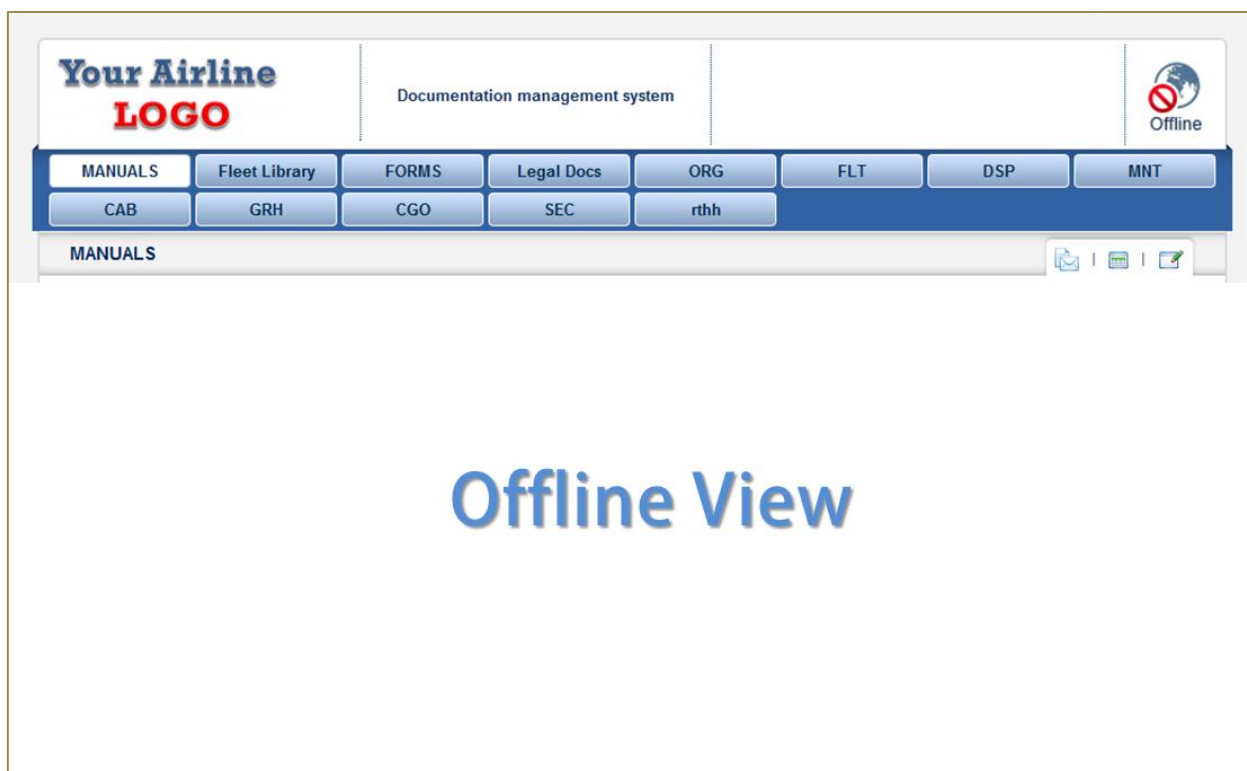 Your Airline
LOGO
Documentation management system
Offline
MANUALS Fleet Library FORMS Legal Docs ORG FLT DSP MNT
CAB GRH CGO SEC rthh
MANUALS
Offline View